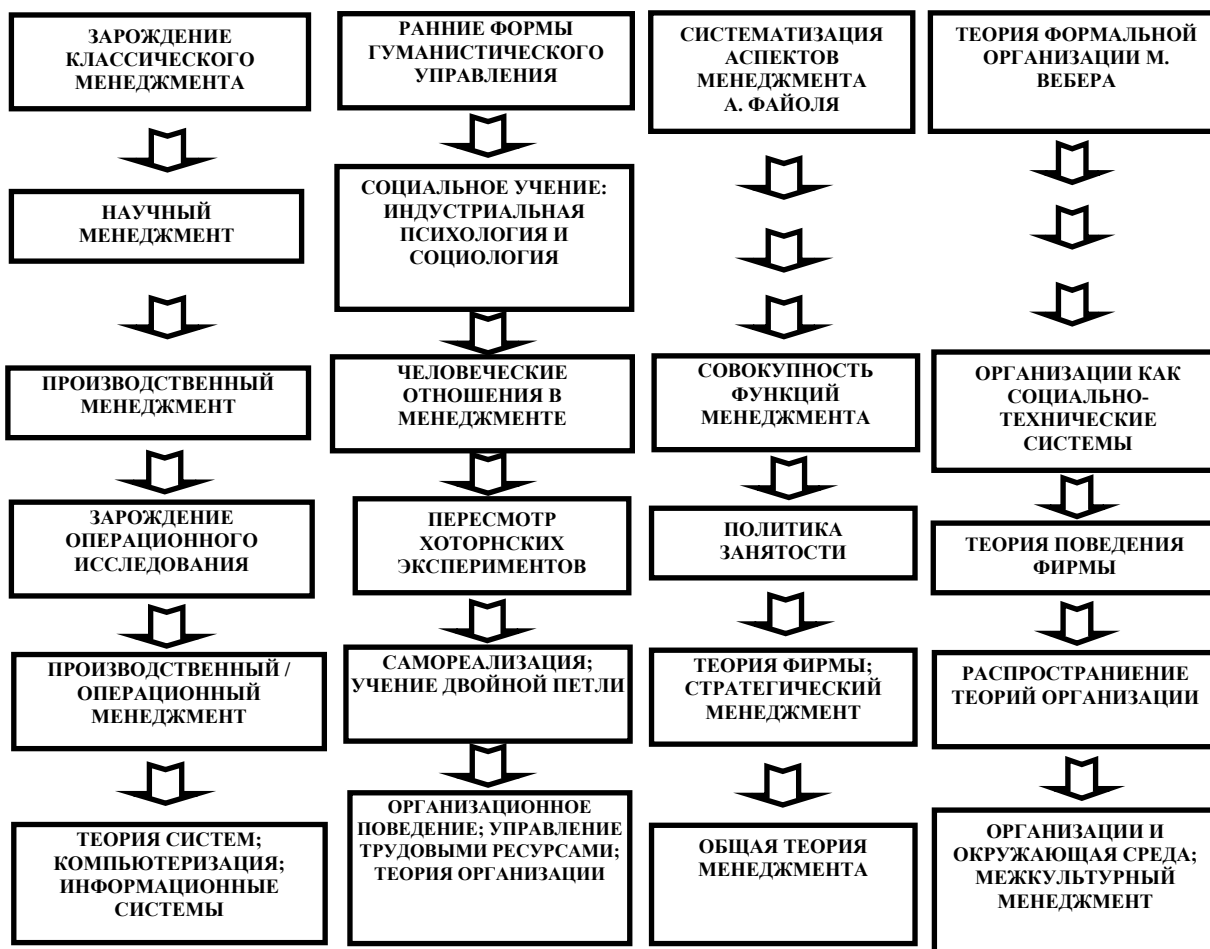 ЗАРОЖДЕНИЕ
КЛАССИЧЕСКОГО
МЕНЕДЖМЕНТА
НАУЧНЫЙ
МЕНЕДЖМЕНТ
ПРОИЗВОДСТВЕННЫЙ
МЕНЕДЖМЕНТ
ЗАРОЖДЕНИЕ
ОПЕРАЦИОННОГО
ИССЛЕДОВАНИЯ
ПРОИЗВОДСТВЕННЫЙ /
ОПЕРАЦИОННЫЙ
МЕНЕДЖМЕНТ
ТЕОРИЯ СИСТЕМ;
КОМПЬЮТЕРИЗАЦИЯ;
ИНФОРМАЦИОННЫЕ
СИСТЕМЫ
РАННИЕ ФОРМЫ
ГУМАНИСТИЧЕСКОГО
УПРАВЛЕНИЯ
СОЦИАЛЬНОЕ УЧЕНИЕ:
ИНДУСТРИАЛЬНАЯ
ПСИХОЛОГИЯ И
СОЦИОЛОГИЯ
ЧЕЛОВЕЧЕСКИЕ
ОТНОШЕНИЯ В
МЕНЕДЖМЕНТЕ
ПЕРЕСМОТР
ХОТОРНСКИХ
ЭКСПЕРИМЕНТОВ
САМОРЕАЛИЗАЦИЯ;
УЧЕНИЕ ДВОЙНОЙ ПЕТЛИ
ОРГАНИЗАЦИОННОЕ
ПОВЕДЕНИЕ; УПРАВЛЕНИЕ
ТРУДОВЫМИ РЕСУРСАМИ;
ТЕОРИЯ ОРГАНИЗАЦИИ
СИСТЕМАТИЗАЦИЯ
АСПЕКТОВ
МЕНЕДЖМЕНТА
А. ФАЙОЛЯ
СОВОКУПНОСТЬ
ФУНКЦИЙ
МЕНЕДЖМЕНТА
ПОЛИТИКА
ЗАНЯТОСТИ
ТЕОРИЯ ФИРМЫ;
СТРАТЕГИЧЕСКИЙ
МЕНЕДЖМЕНТ
ОБЩАЯ ТЕОРИЯ
МЕНЕДЖМЕНТА
ТЕОРИЯ ФОРМАЛЬНОЙ
ОРГАНИЗАЦИИ М.
ВЕБЕРА
ОРГАНИЗАЦИИ КАК
СОЦИАЛЬНО-
ТЕХНИЧЕСКИЕ
СИСТЕМЫ
ТЕОРИЯ ПОВЕДЕНИЯ
ФИРМЫ
РАСПРОСТРАНИЕНИЕ
ТЕОРИЙ ОРГАНИЗАЦИИ
ОРГАНИЗАЦИИ И
ОКРУЖАЮЩАЯ СРЕДА;
МЕЖКУЛЬТУРНЫЙ
МЕНЕДЖМЕНТ